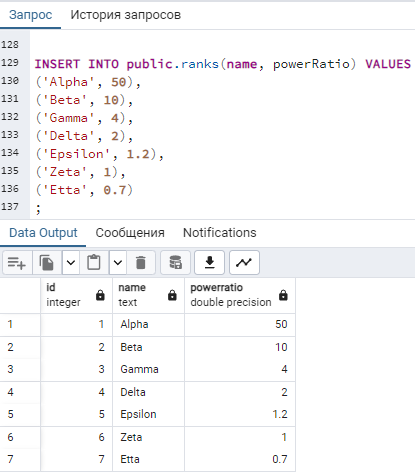 Запрос История запросов
128
129 INSERT INTO public.ranks(name, powerRatio) VALUES
130 ('Alpha', 50),
131 ('Beta', 10),
132 ('Gamma', 4),
133 ('Delta', 2),
134 ('Epsilon', 1.2),
135 ('Zeta', 1),
136 ('Etta', 0.7)
137 ;
Data Output Сообщения Notifications
id name powerratio
integer text double precision
1 1 Alpha 50
2 2 Beta 10
3 3 Gamma 4
4 4 Delta 2
5 5 Epsilon 1.2
6 6 Zeta 1
7 7 Etta 0.7